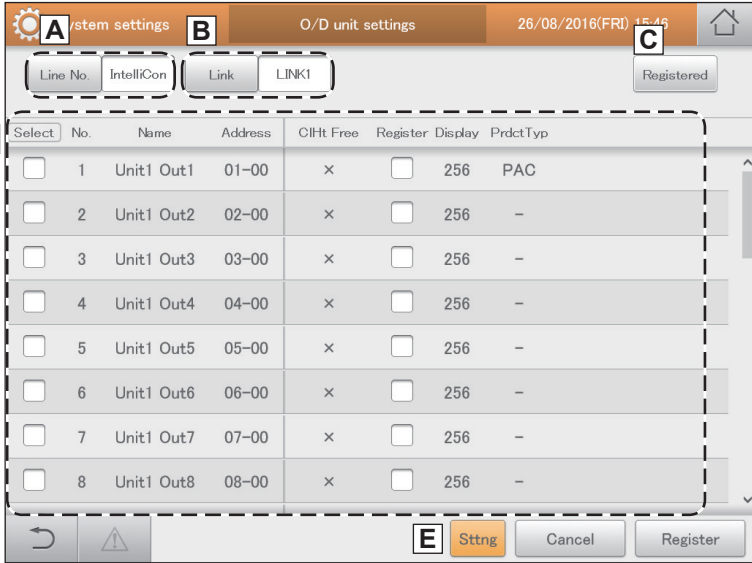 System settings O/D unit settings 26/08/2016(FRI) 15:46
A B C
Line No. IntelliCon Link LINK1 Registered
Select No. Name Address ClHt Free Register Display PrdctTyp
1 Unit1 Out1 01-00 × 256 PAC
2 Unit1 Out2 02-00 × 256 -
3 Unit1 Out3 03-00 × 256 -
4 Unit1 Out4 04-00 × 256 -
5 Unit1 Out5 05-00 × 256 -
6 Unit1 Out6 06-00 × 256 -
7 Unit1 Out7 07-00 × 256 -
8 Unit1 Out8 08-00 × 256 -
E Sttng Cancel Register